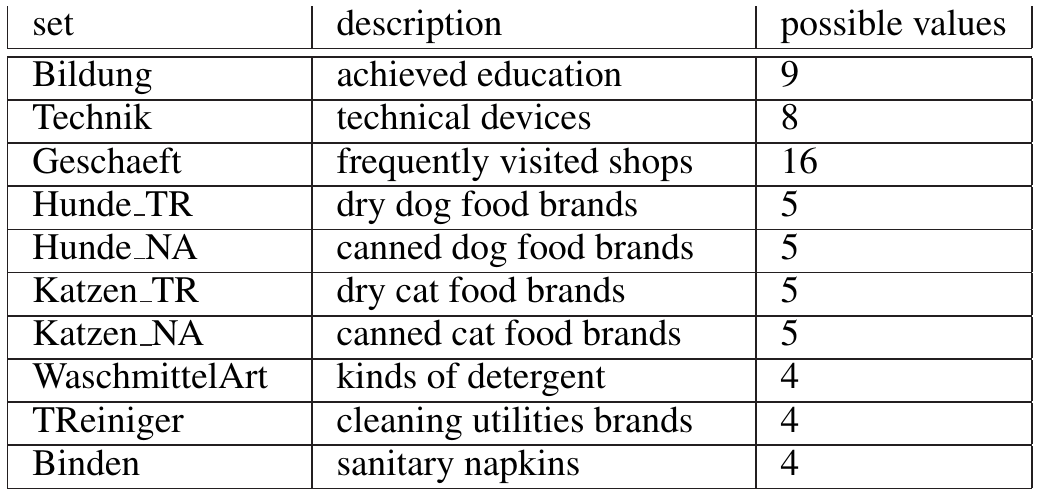 set description possible values
Bildung achieved education 9
Technik technical devices 8
Geschaeft frequently visited shops 16
Hunde_TR dry dog food brands 5
Hunde_NA canned dog food brands 5
Katzen_TR dry cat food brands 5
Katzen_NA canned cat food brands 5
WaschmittelArt kinds of detergent 4
TReiniger cleaning utilities brands 4
Binden sanitary napkins 4